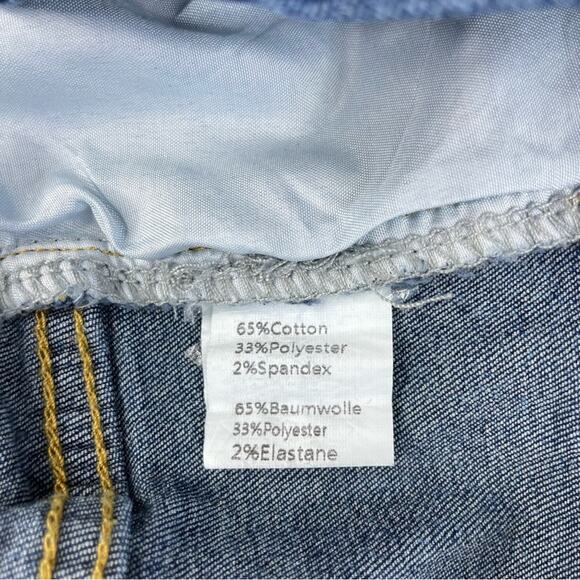 65%Cotton
33%Polyester
2%Spandex
65%Baumwolle
33%Polyester
2%Elastane